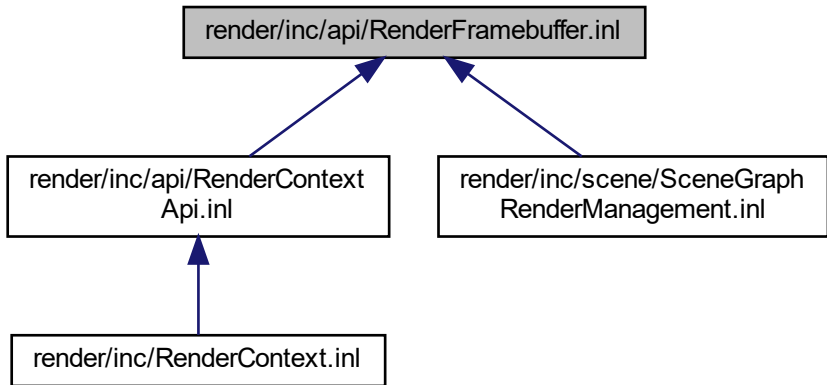 render/inc/api/RenderFramebuffer.inl
render/inc/api/RenderContext
Api.inl
render/inc/scene/SceneGraph
RenderManagement.inl
render/inc/RenderContext.inl